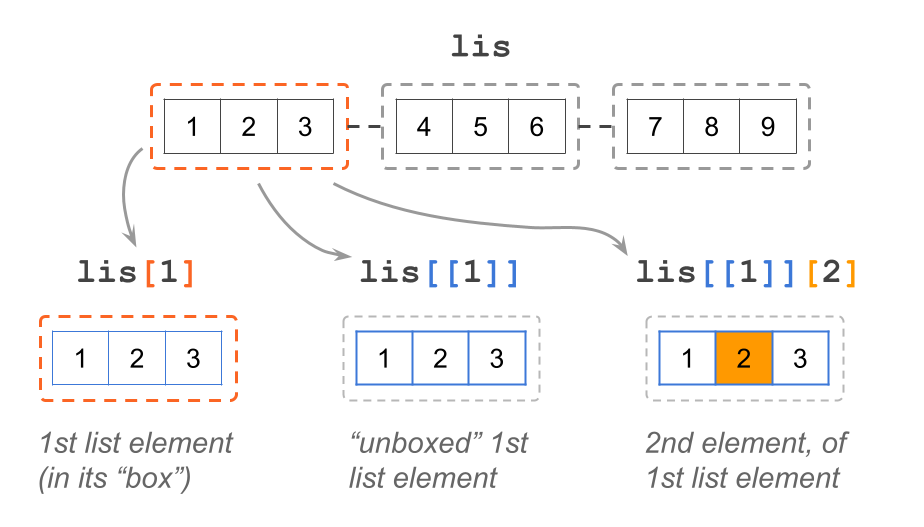 lis
1 2 3 4 5 6 7 8 9
lis[1] lis[[1]] lis[[1]][2]
1 2 3 1 2 3 1 2 3
1st list element
(in its “box”)
“unboxed” 1st
list element
2nd element, of
1st list element